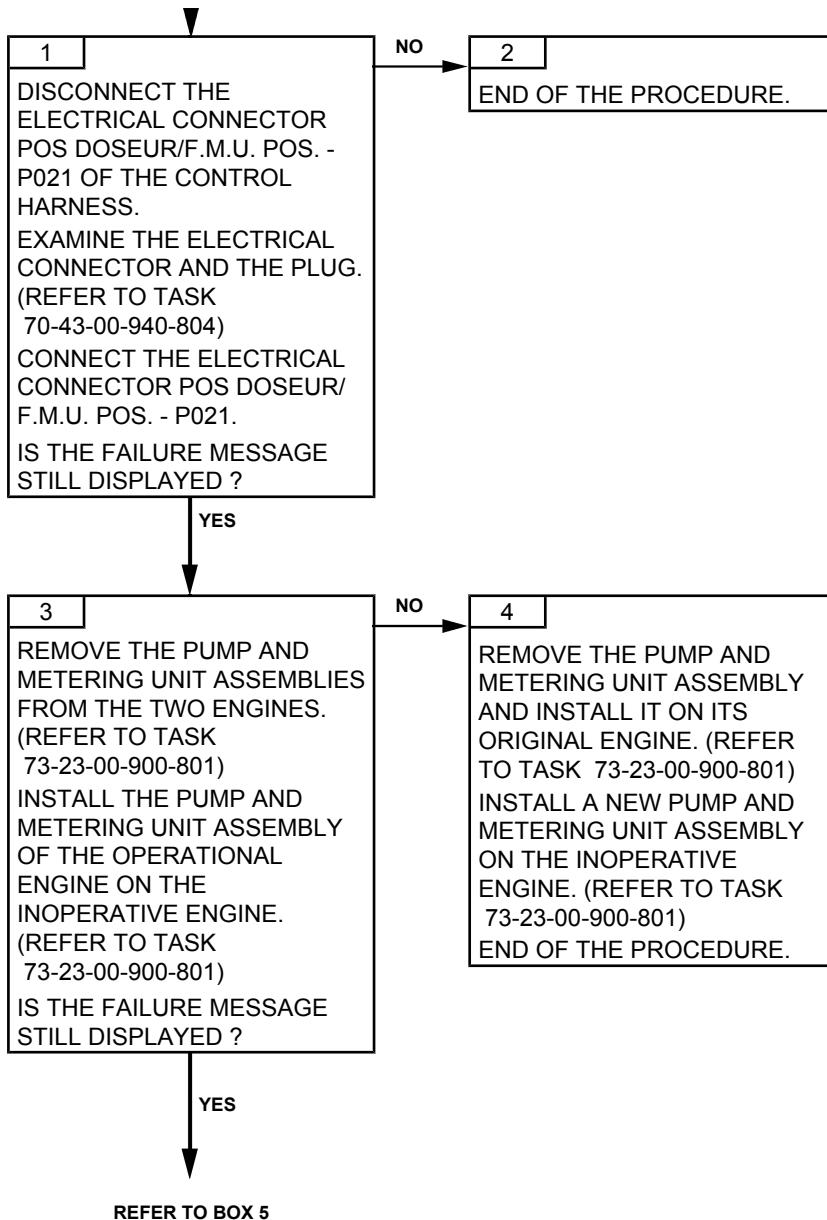 1
DISCONNECT THE
ELECTRICAL CONNECTOR
POS DOSEUR/F.M.U. POS. -
P021 OF THE CONTROL
HARNESS.
EXAMINE THE ELECTRICAL
CONNECTOR AND THE PLUG.
(REFER TO TASK
70-43-00-940-804)
CONNECT THE ELECTRICAL
CONNECTOR POS DOSEUR/
F.M.U. POS. - P021.
IS THE FAILURE MESSAGE
STILL DISPLAYED ?
NO
2
END OF THE PROCEDURE.
YES
3
REMOVE THE PUMP AND
METERING UNIT ASSEMBLIES
FROM THE TWO ENGINES.
(REFER TO TASK
73-23-00-900-801)
INSTALL THE PUMP AND
METERING UNIT ASSEMBLY
OF THE OPERATIONAL
ENGINE ON THE
INOPERATIVE ENGINE.
(REFER TO TASK
73-23-00-900-801)
IS THE FAILURE MESSAGE
STILL DISPLAYED ?
NO
4
REMOVE THE PUMP AND
METERING UNIT ASSEMBLY
AND INSTALL IT ON ITS
ORIGINAL ENGINE. (REFER
TO TASK 73-23-00-900-801)
INSTALL A NEW PUMP AND
METERING UNIT ASSEMBLY
ON THE INOPERATIVE
ENGINE. (REFER TO TASK
73-23-00-900-801)
END OF THE PROCEDURE.
YES
REFER TO BOX 5